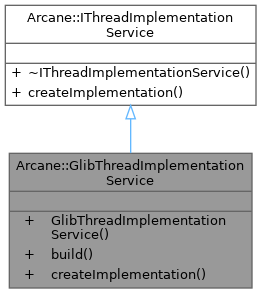 Arcane::IThreadImplementation
Service
+ ~IThreadImplementationService()
+ createImplementation()
Arcane::GlibThreadImplementation
Service
+ GlibThreadImplementation
Service()
+ build()
+ createImplementation()